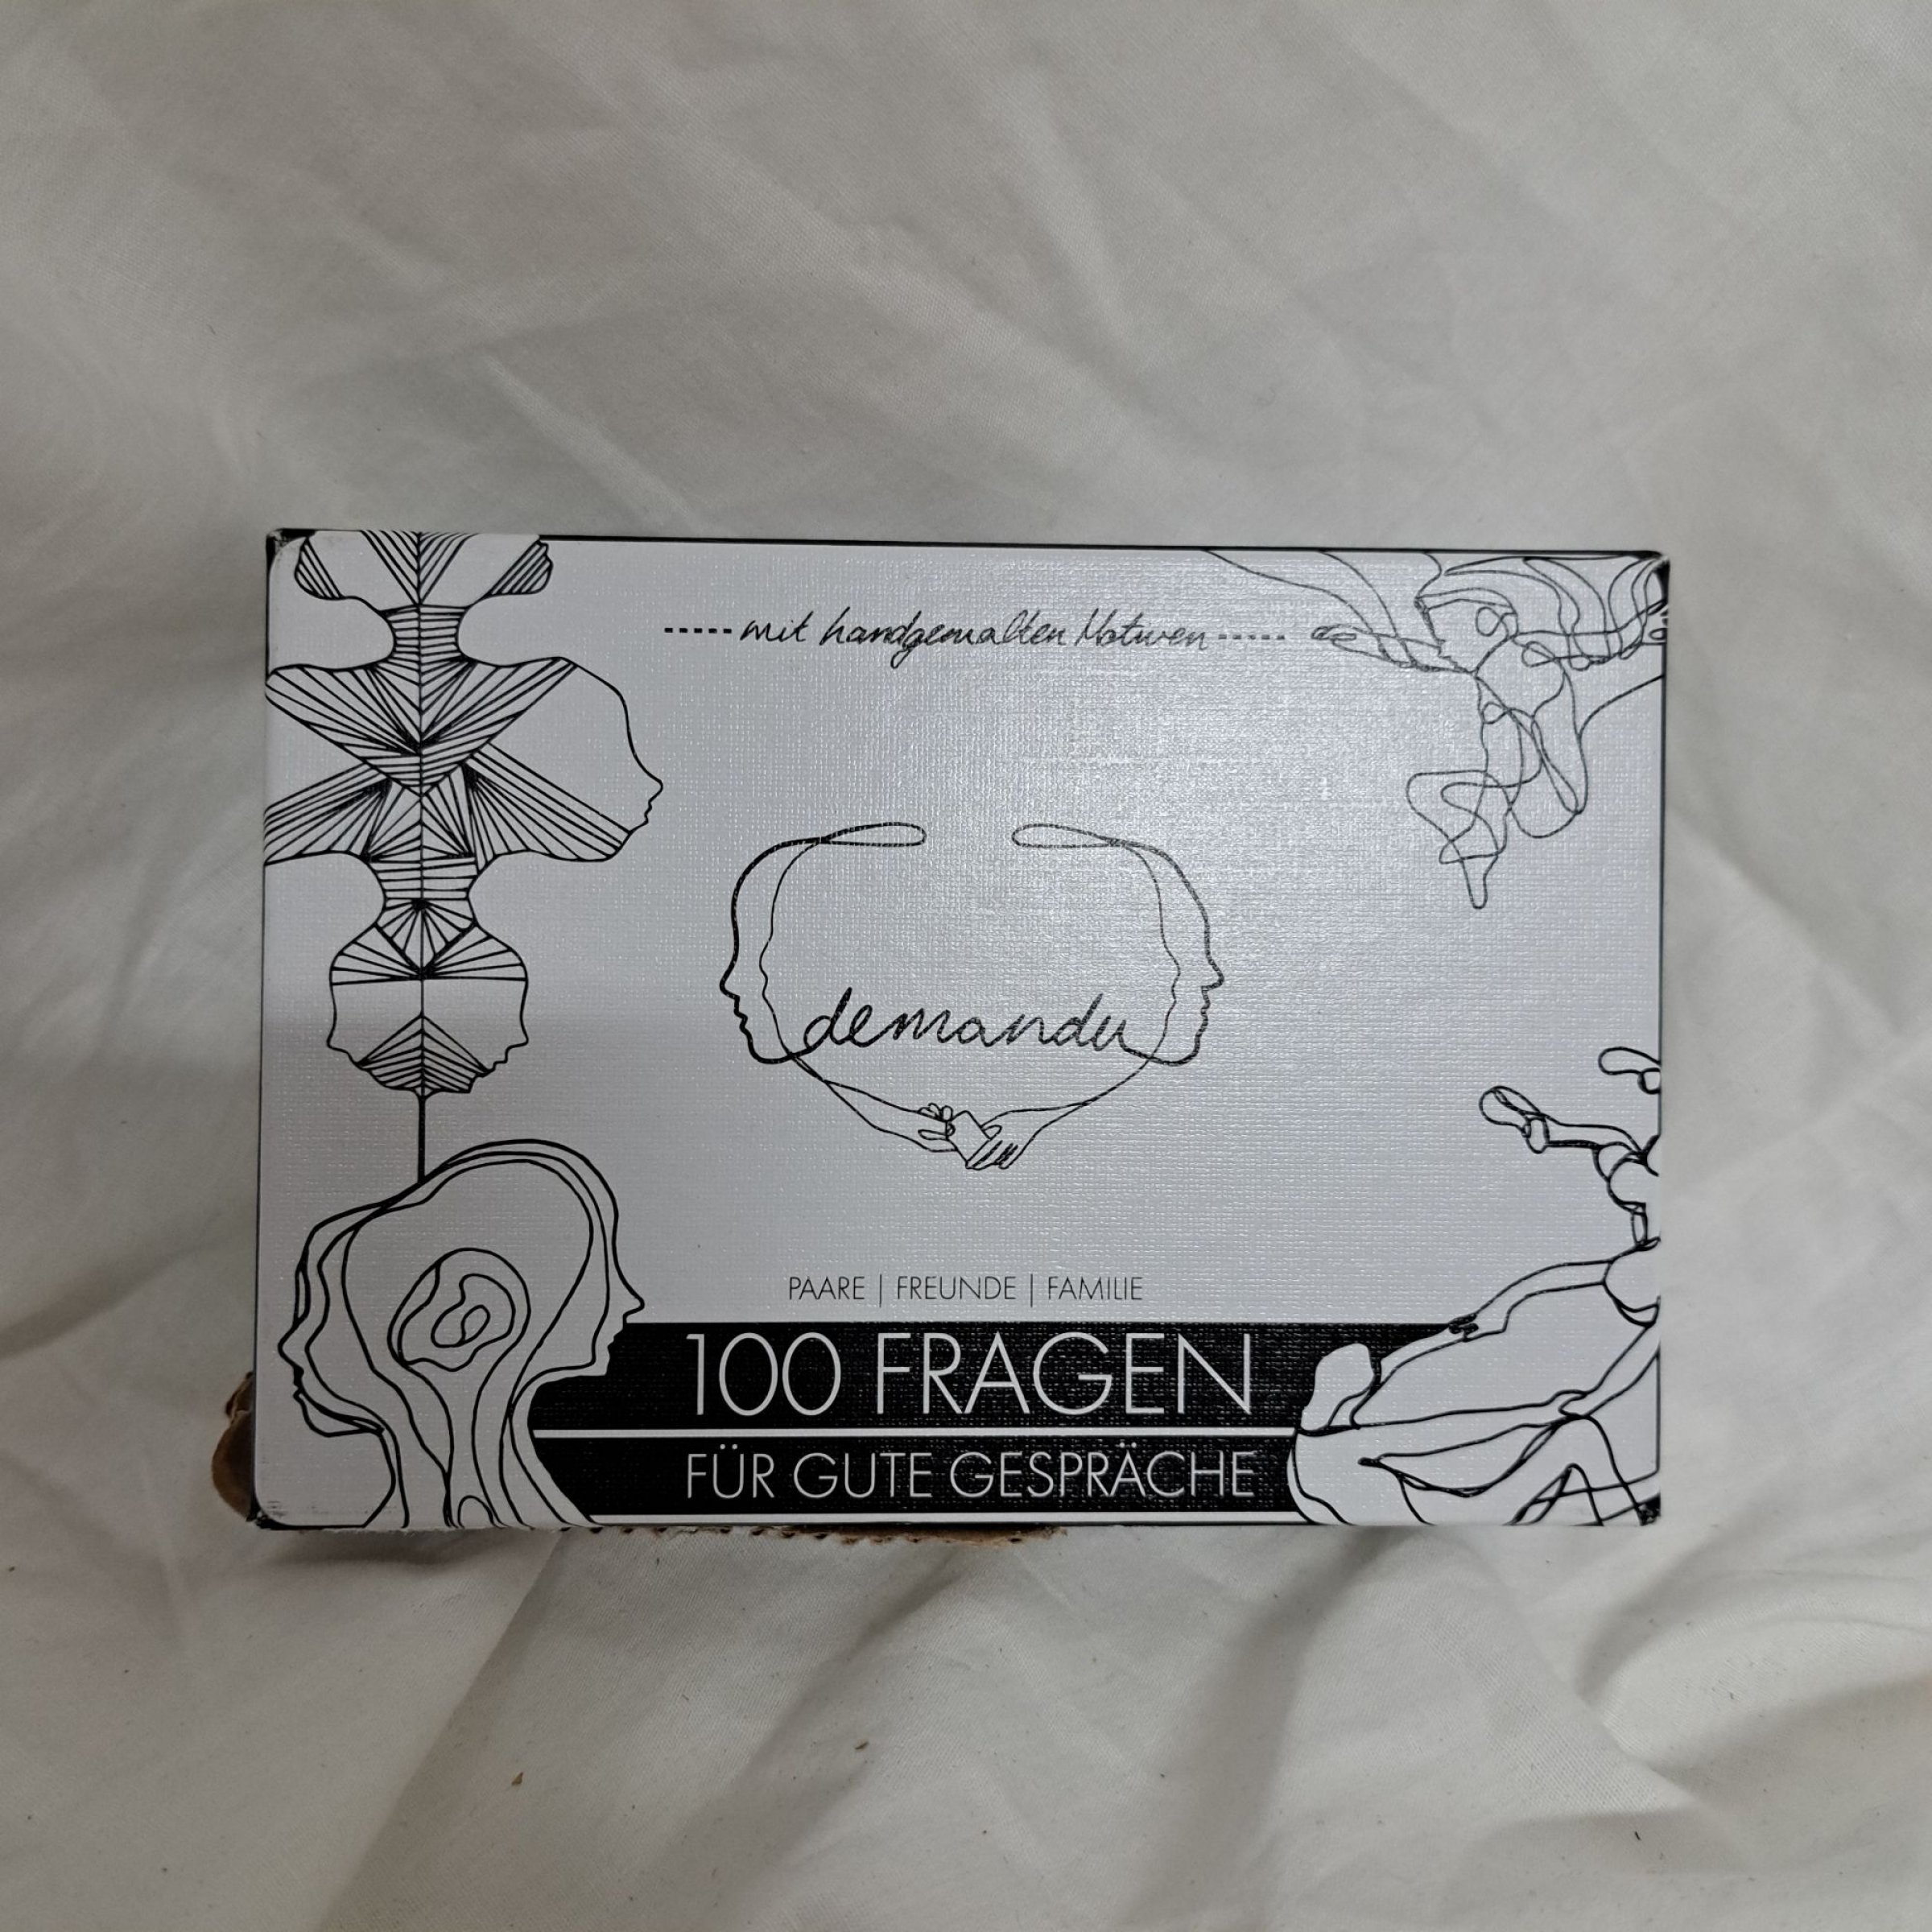 ----- mit handgemalten Motiven -----
demandu
PAARE | FREUNDE | FAMILIE
100 FRAGEN
FÜR GUTE GESPRÄCHE